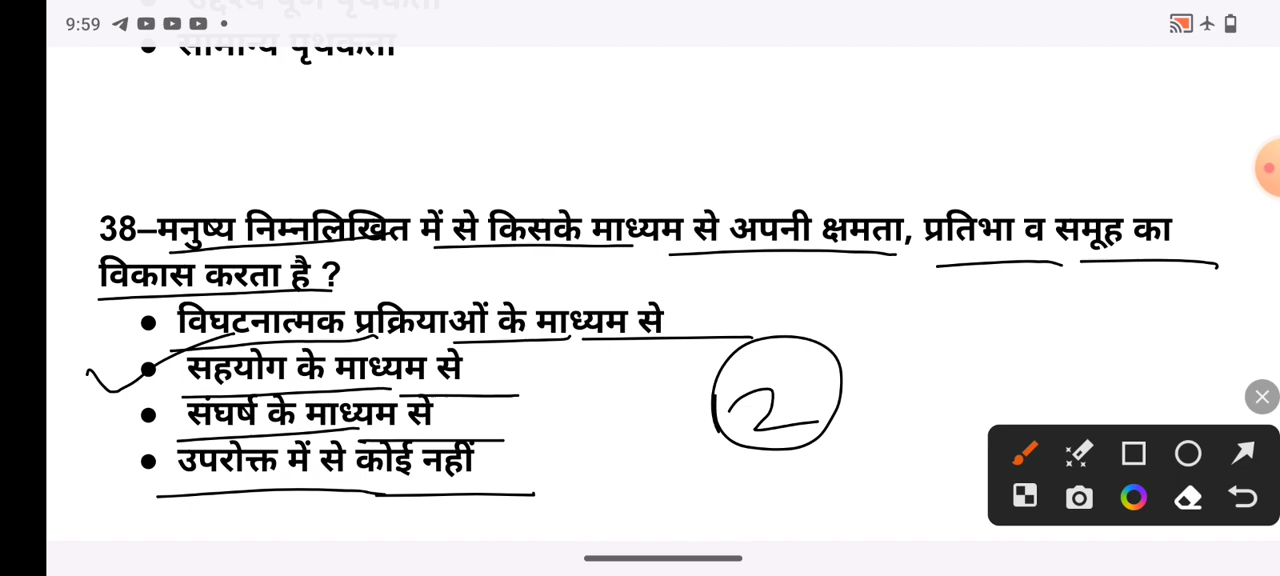 9:59
सामान्य पृथकता
38–मनुष्य निम्नलिखित में से किसके माध्यम से अपनी क्षमता, प्रतिभा व समूह का
विकास करता है ?
● विघटनात्मक प्रक्रियाओं के माध्यम से
● सहयोग के माध्यम से
● संघर्ष के माध्यम से
● उपरोक्त में से कोई नहीं
2